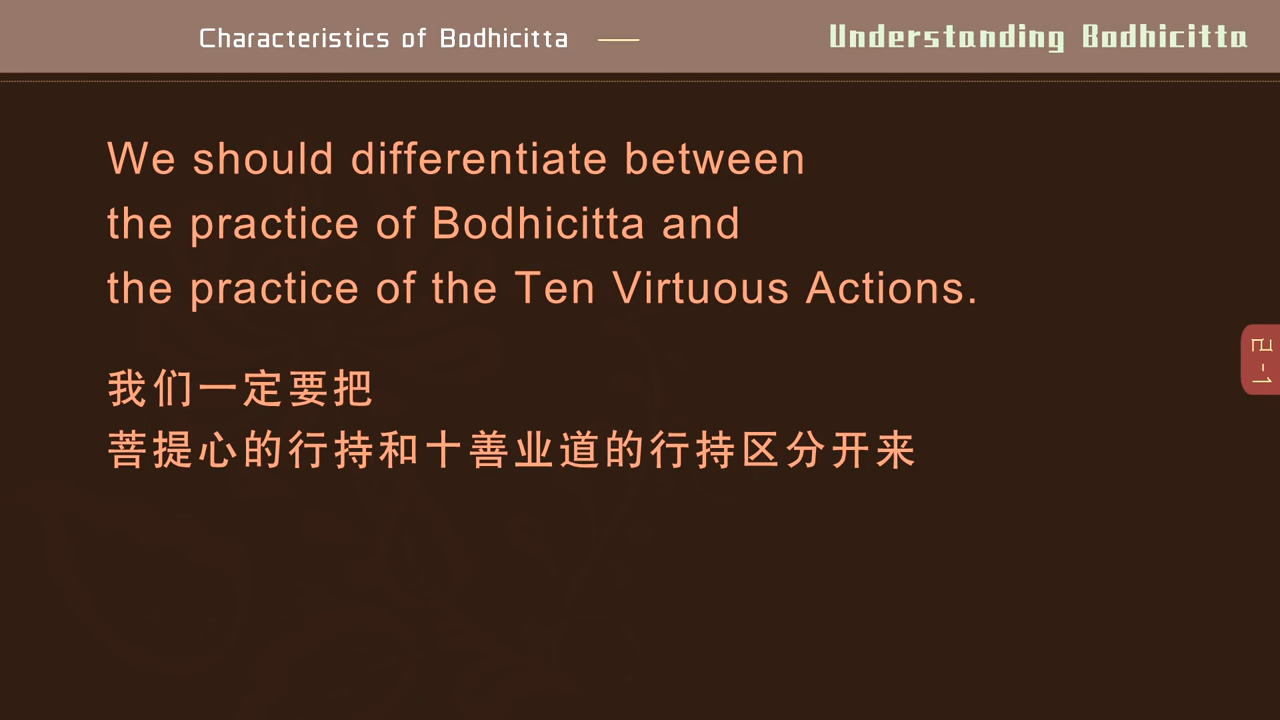 Characteristics of Bodhicitta
Understanding Bodhicitta
We should differentiate between
the practice of Bodhicitta and
the practice of the Ten Virtuous Actions.
我们一定要把
菩提心的行持和十善业道的行持区分开来